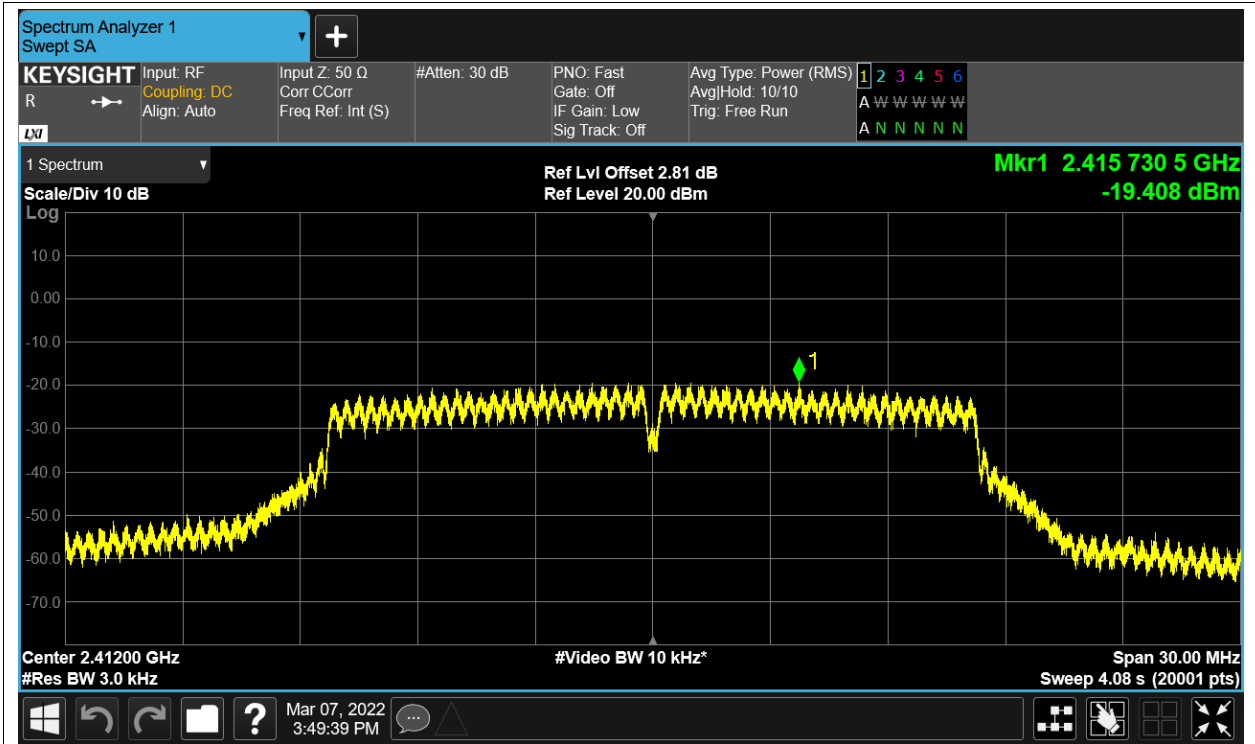 Spectrum Analyzer 1
Swept SA
KEYSIGHT
R
LXI
Input: RF
Coupling: DC
Align: Auto
Input Z: 50 Ω
Corr CCorr
Freq Ref: Int (S)
#Atten: 30 dB
PNO: Fast
Gate: Off
IF Gain: Low
Sig Track: Off
Avg Type: Power (RMS)
Avg|Hold: 10/10
Trig: Free Run
1 2 3 4 5 6
A W W W W W
A N N N N N
1 Spectrum
Scale/Div 10 dB
Log
Ref Lvl Offset 2.81 dB
Ref Level 20.00 dBm
Mkr1 2.415 730 5 GHz
-19.408 dBm
10.0
0.00
-10.0
-20.0
-30.0
-40.0
-50.0
-60.0
-70.0
1
Center 2.41200 GHz
#Res BW 3.0 kHz
#Video BW 10 kHz*
Span 30.00 MHz
Sweep 4.08 s (20001 pts)
?
Mar 07, 2022
3:49:39 PM